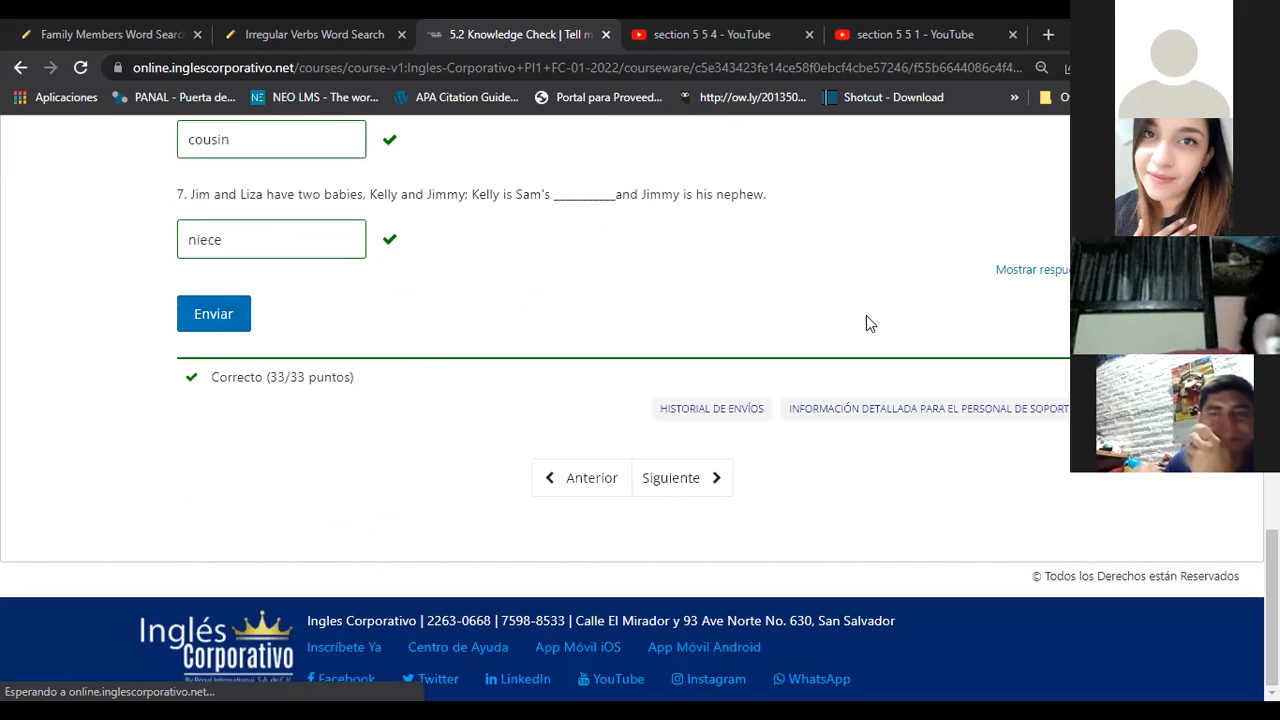 Family Members Word Searc
Irregular Verbs Word Search
5.2 Knowledge Check | Tell m
section 5 5 4 - YouTube
section 5 5 1 - YouTube
online.inglescorporativo.net/courses/course-v1:Ingles-Corporativo+PI1+FC-01-2022/courseware/c5e343423fe14ce58f0ebcf4cbe57246/f55b6644086c4f4...
Aplicaciones
PANAL - Puerta de...
NEO LMS - The wor...
APA Citation Guide...
Portal para Proveed...
http://ow.ly/201350...
Shotcut - Davidson
»
cousin
7. Jim and Liza have two babies, Kelly and Jimmy; Kelly is Sam's __________and Jimmy is his nephew.
niece
Mostrar respu
Enviar
Correcto (33/33 puntos)
HISTORIAL DE ENVÍOS
INFORMACIÓN DETALLADA PARA EL PERSONAL DE SOPORT
Anterior
Siguiente
© Todos los Derechos están Reservados
Inglés
Corporativo
Ingles Corporativo | 2263-0668 | 7598-8533 | Calle El Mirador y 93 Ave Norte No. 630, San Salvador
Inscríbete Ya
Centro de Ayuda
App Móvil iOS
App Móvil Android
Facebook
Twitter
LinkedIn
YouTube
Instagram
WhatsApp
Esperando a online.inglescorporativo.net...